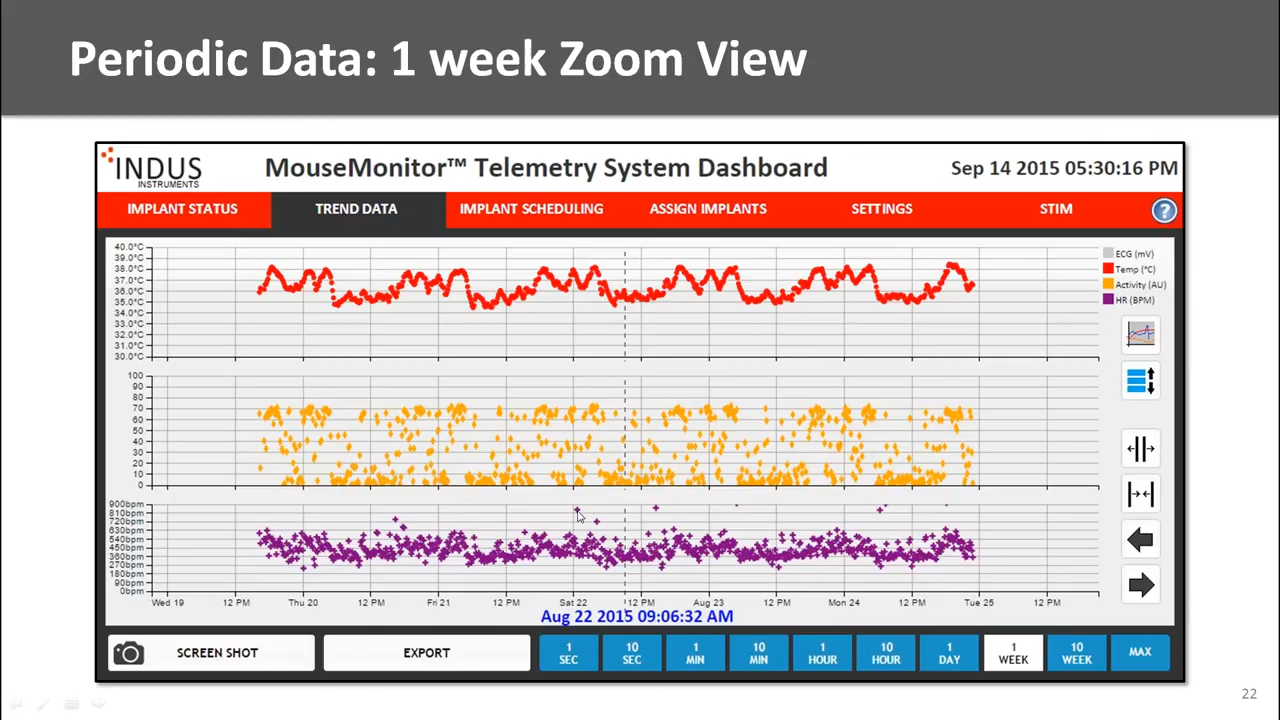 Periodic Data: 1 week Zoom View
INDUS
INSTRUMENTS
MouseMonitor™ Telemetry System Dashboard
Sep 14 2015 05:30:16 PM
IMPLANT STATUS
TREND DATA
IMPLANT SCHEDULING
ASSIGN IMPLANTS
SETTINGS
STIM
?
40.0°C
39.0°C
38.0°C
37.0°C
36.0°C
35.0°C
34.0°C
33.0°C
32.0°C
31.0°C
30.0°C
ECG (mV)
Temp (°C)
Activity (AU)
HR (BPM)
100
90
80
70
60
50
40
30
20
10
0
900bpm
810bpm
720bpm
630bpm
540bpm
450bpm
360bpm
270bpm
180bpm
90bpm
0bpm
Wed 19 12 PM Thu 20 12 PM Fri 21 12 PM Sat 22 12 PM Aug 23 12 PM Mon 24 12 PM Tue 25 12 PM
Aug 22 2015 09:06:32 AM
SCREEN SHOT
EXPORT
1 SEC
10 SEC
1 MIN
10 MIN
1 HOUR
10 HOUR
1 DAY
1 WEEK
10 WEEK
MAX
22